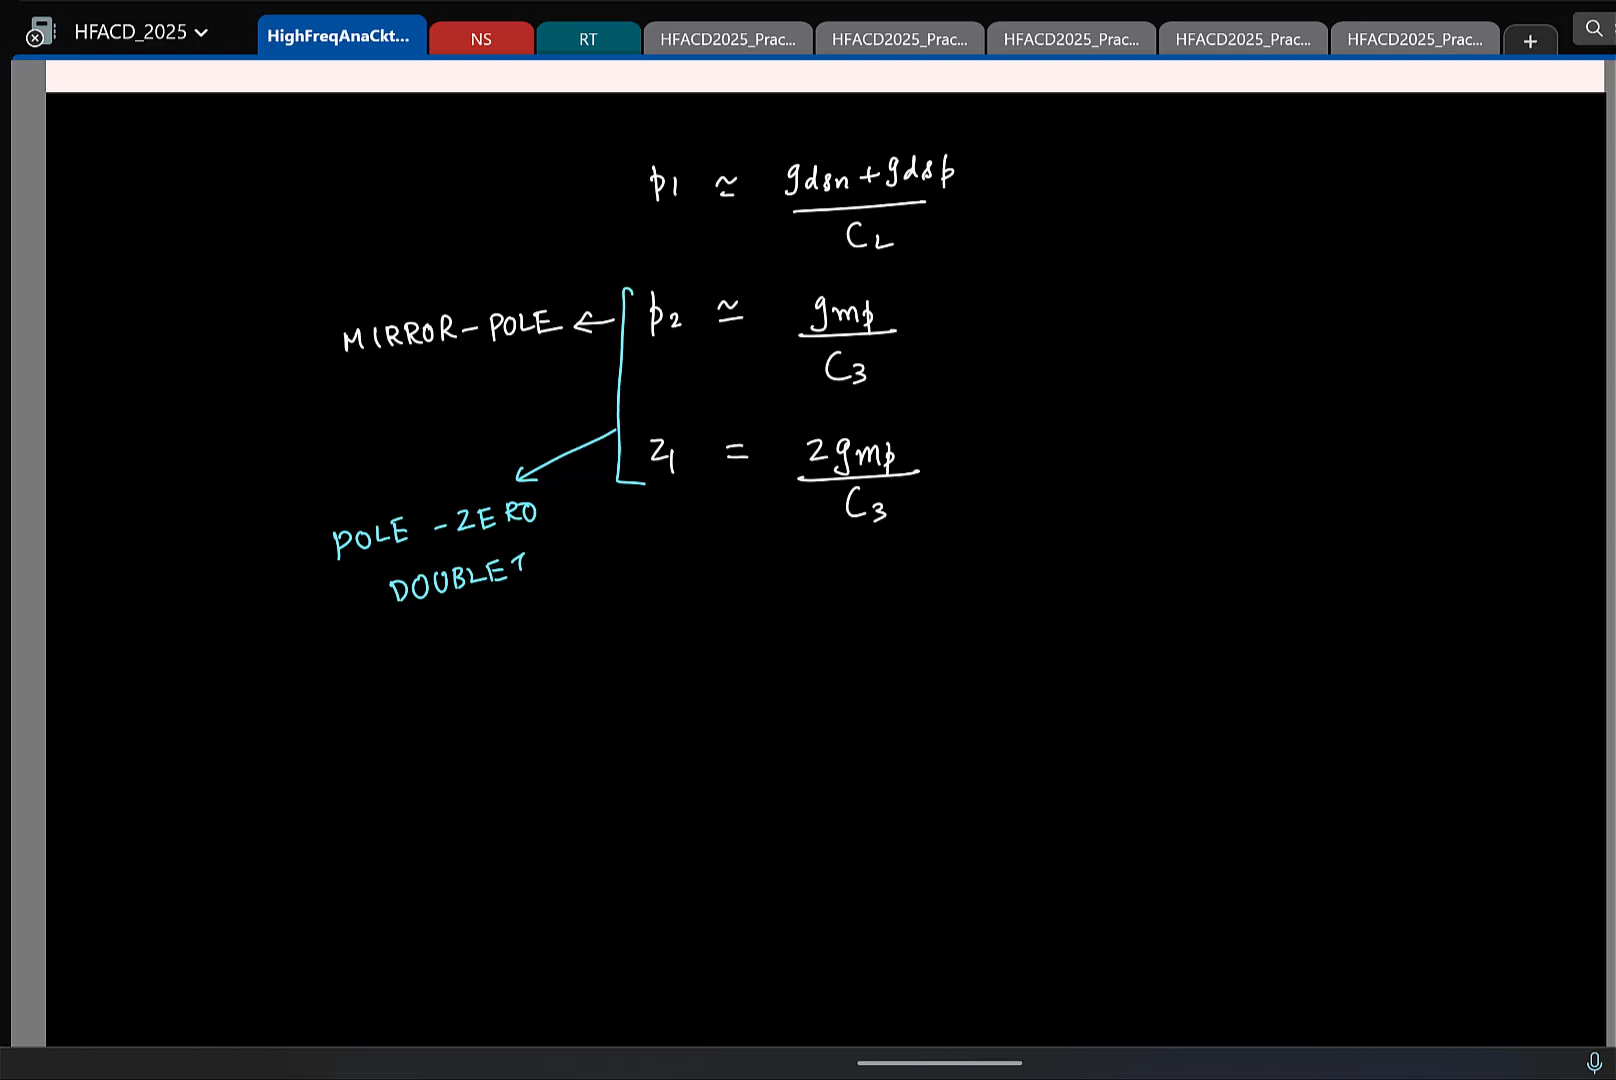 HFACD_2025
HighFreqAnaCkt...
NS
RT
HFACD2025_Prac...
HFACD2025_Prac...
HFACD2025_Prac...
HFACD2025_Prac...
HFACD2025_Prac...
+
p1 ≃ gdsn + gdsp / CL
MIRROR-POLE ← p2 ≃ gmp / C3
z1 = 2gmp / C3
POLE - ZERO
DOUBLET